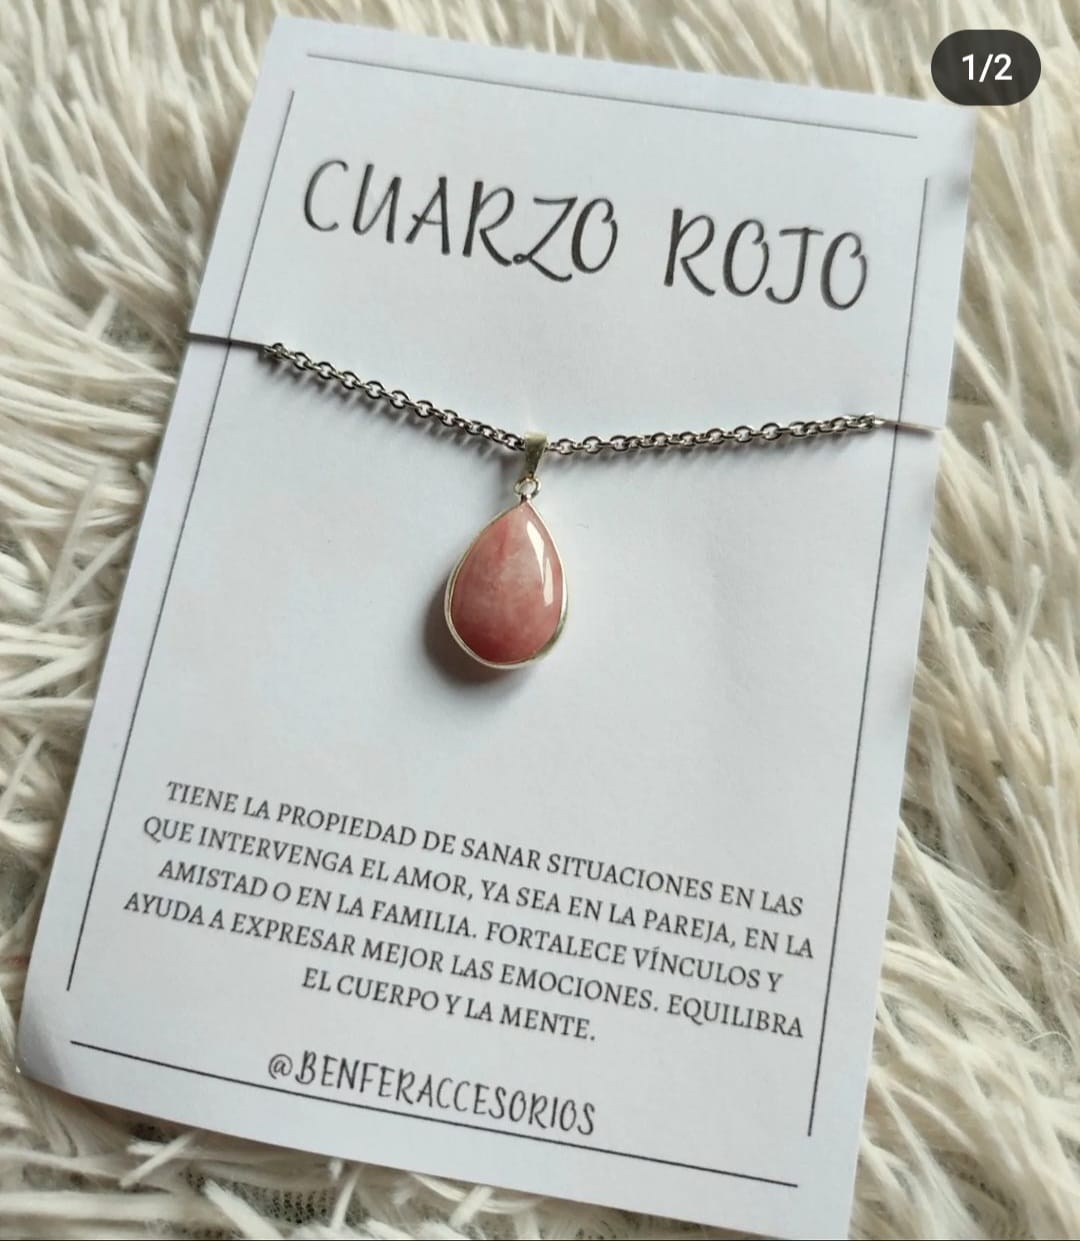 1/2
CUARZO ROJO
TIENE LA PROPIEDAD DE SANAR SITUACIONES EN LAS
QUE INTERVENGA EL AMOR, YA SEA EN LA PAREJA, EN LA
AMISTAD O EN LA FAMILIA. FORTALECE VÍNCULOS Y
AYUDA A EXPRESAR MEJOR LAS EMOCIONES. EQUILIBRA
EL CUERPO Y LA MENTE.
@BENFERACCESORIOS